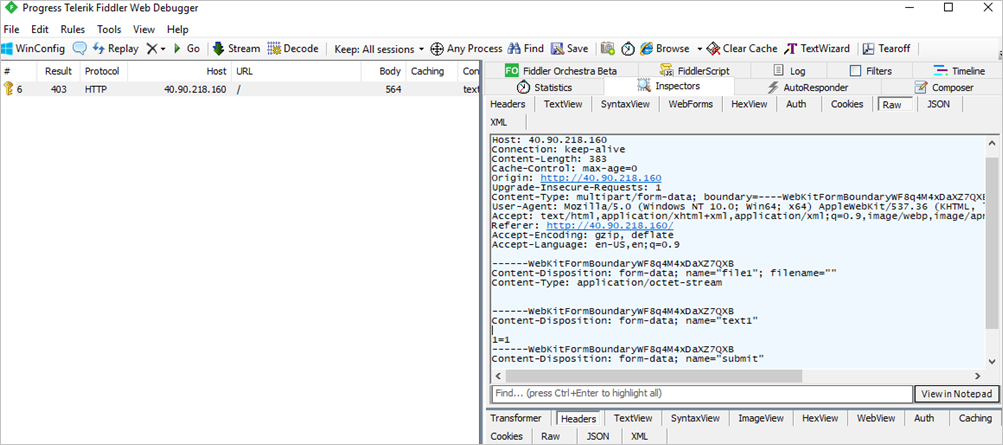 Progress Telerik Fiddler Web Debugger
File Edit Rules Tools View Help
WinConfig Replay Go Stream Decode Keep: All sessions Any Process Find Save Browse Clear Cache TextWizard Tearoff
# Result Protocol Host URL Body Caching Con
6 403 HTTP 40.90.218.160 / 564 text
FO Fiddler Orchestra Beta FiddlerScript Log Filters Timeline
Statistics Inspectors AutoResponder Composer
Headers TextView SyntaxView WebForms HexView Auth Cookies Raw JSON
XML
Host: 40.90.218.160
Connection: keep-alive
Content-Length: 383
Cache-Control: max-age=0
Origin: http://40.90.218.160
Upgrade-Insecure-Requests: 1
Content-Type: multipart/form-data; boundary=----WebKitFormBoundaryWF8q4M4xDaXZ7QX
User-Agent: Mozilla/5.0 (Windows NT 10.0; Win64; x64) AppleWebKit/537.36 (KHTML,
Accept: text/html,application/xhtml+xml,application/xml;q=0.9,image/webp,image/ap
Referer: http://40.90.218.160/
Accept-Encoding: gzip, deflate
Accept-Language: en-US,en;q=0.9
------WebKitFormBoundaryWF8q4M4xDaXZ7QXB
Content-Disposition: form-data; name="file1"; filename=""
Content-Type: application/octet-stream
------WebKitFormBoundaryWF8q4M4xDaXZ7QXB
Content-Disposition: form-data; name="text1"
1=1
------WebKitFormBoundaryWF8q4M4xDaXZ7QXB
Content-Disposition: form-data; name="submit"
Find... (press Ctrl+Enter to highlight all) View in Notepad
Transformer Headers TextView SyntaxView ImageView HexView WebView Auth Caching
Cookies Raw JSON XML